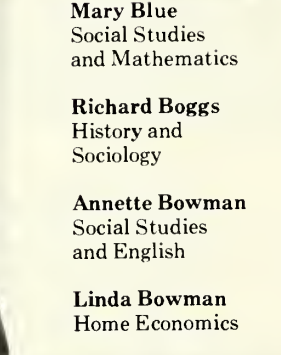 Mary Blue
Social Studies
and Mathematics
Richard Boggs
History and
Sociology
Annette Bowman
Social Studies
and English
Linda Bowman
Home Economics